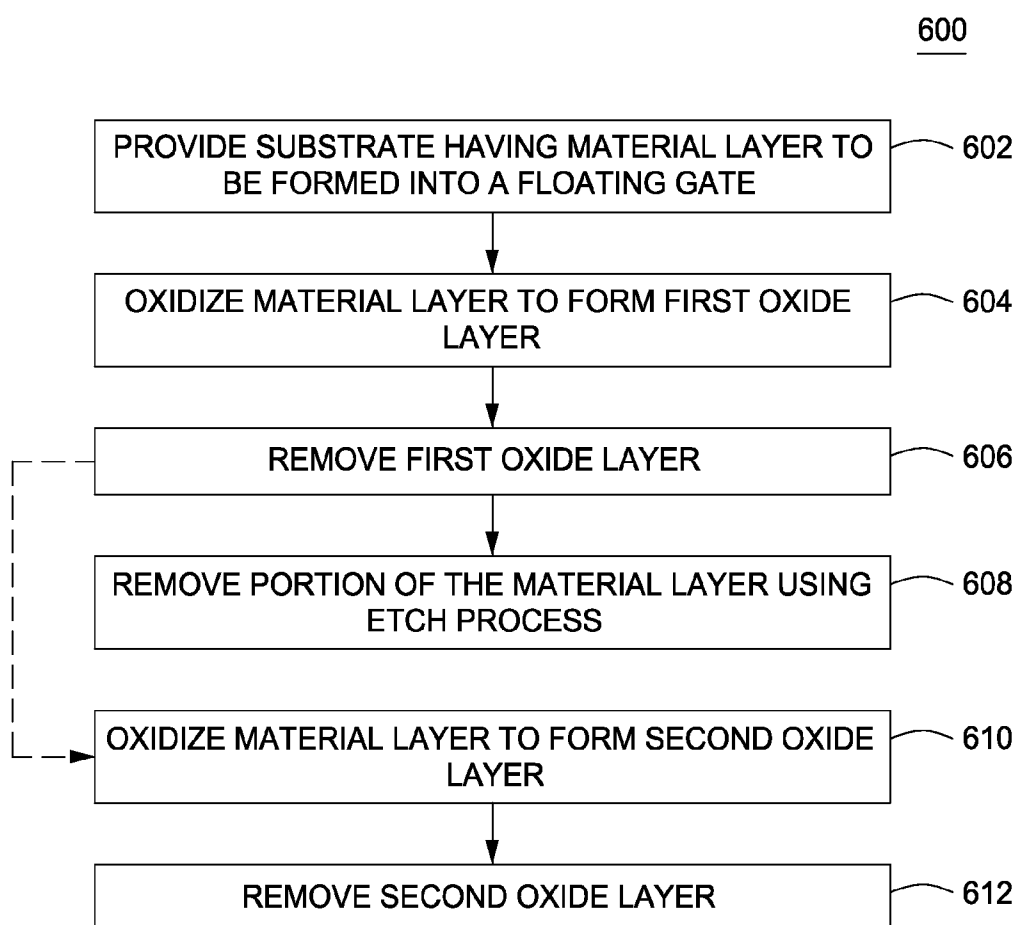 600
PROVIDE SUBSTRATE HAVING MATERIAL LAYER TO
BE FORMED INTO A FLOATING GATE
602
OXIDIZE MATERIAL LAYER TO FORM FIRST OXIDE
LAYER
604
REMOVE FIRST OXIDE LAYER
606
REMOVE PORTION OF THE MATERIAL LAYER USING
ETCH PROCESS
608
OXIDIZE MATERIAL LAYER TO FORM SECOND OXIDE
LAYER
610
REMOVE SECOND OXIDE LAYER
612